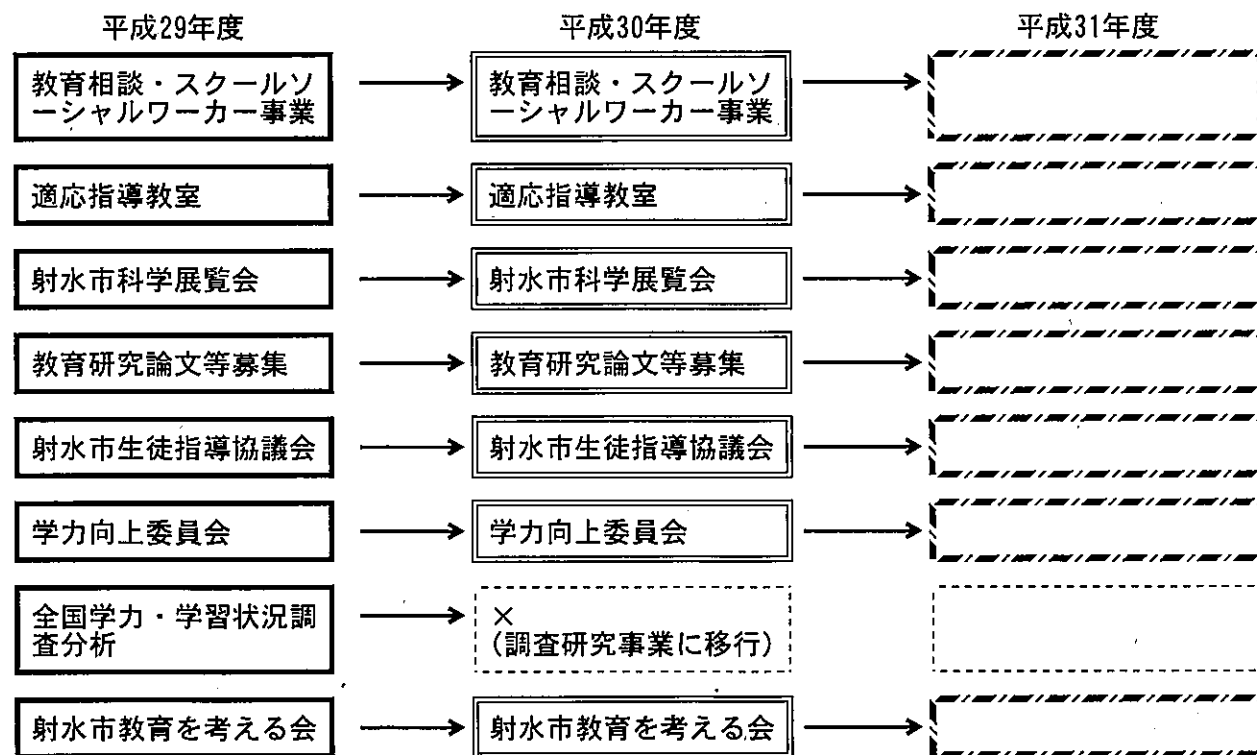 平成29年度 平成30年度 平成31年度
教育相談・スクールソ
ーシャルワーカー事業
教育相談・スクールソ
ーシャルワーカー事業
適応指導教室
適応指導教室
射水市科学展覧会
射水市科学展覧会
教育研究論文等募集
教育研究論文等募集
射水市生徒指導協議会
射水市生徒指導協議会
学力向上委員会
学力向上委員会
全国学力・学習状況調
査分析
×
(調査研究事業に移行)
射水市教育を考える会
射水市教育を考える会